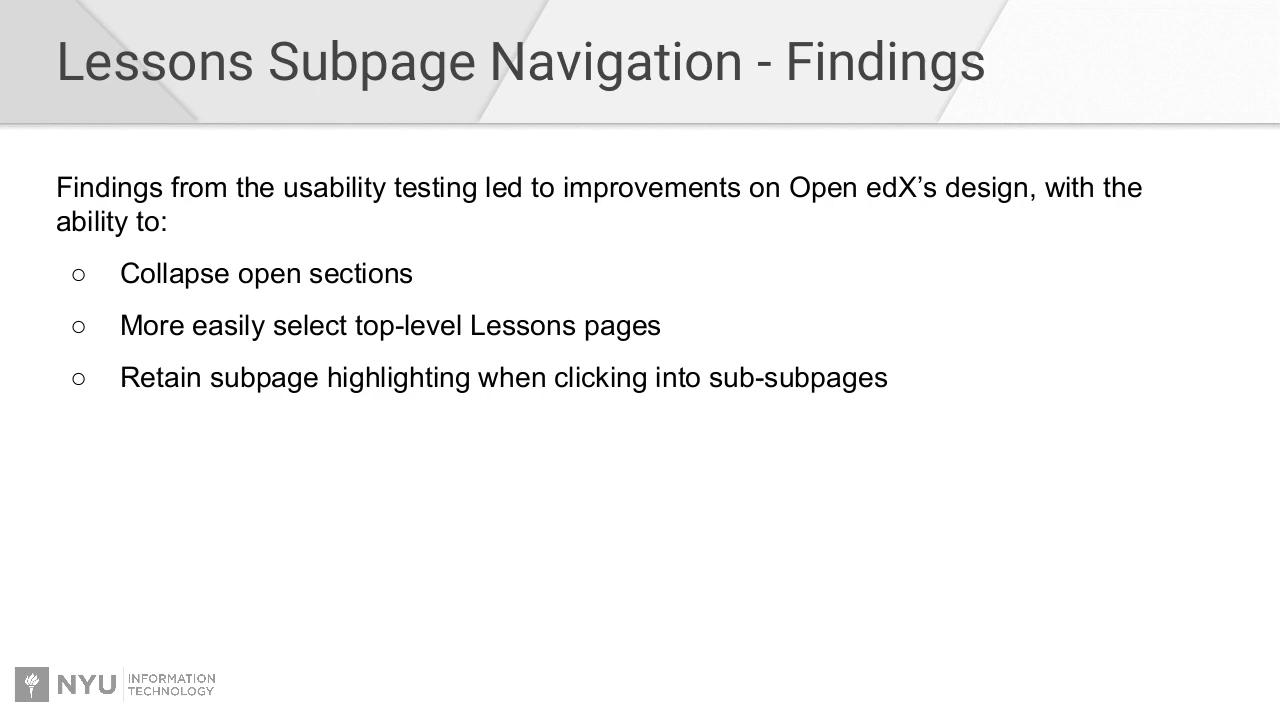 Lessons Subpage Navigation - Findings
Findings from the usability testing led to improvements on Open edX’s design, with the
ability to:
○ Collapse open sections
○ More easily select top-level Lessons pages
○ Retain subpage highlighting when clicking into sub-subpages
NYU INFORMATION
TECHNOLOGY